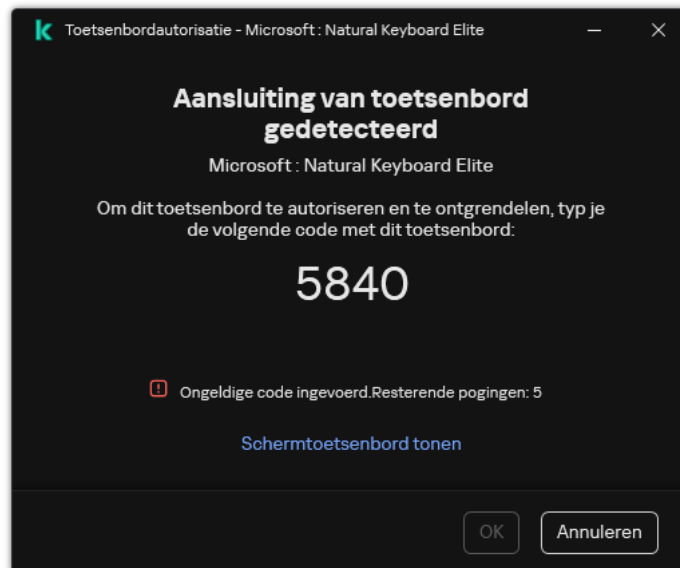 Toetsenbordautorisatie - Microsoft : Natural Keyboard Elite
Aansluiting van toetsenbord
gedetecteerd
Microsoft : Natural Keyboard Elite
Om dit toetsenbord te autoriseren en te ontgrendelen, typ je
de volgende code met dit toetsenbord:
5840
Ongeldige code ingevoerd.Resterende pogingen: 5
Schermtoetsenbord tonen
OK
Annuleren